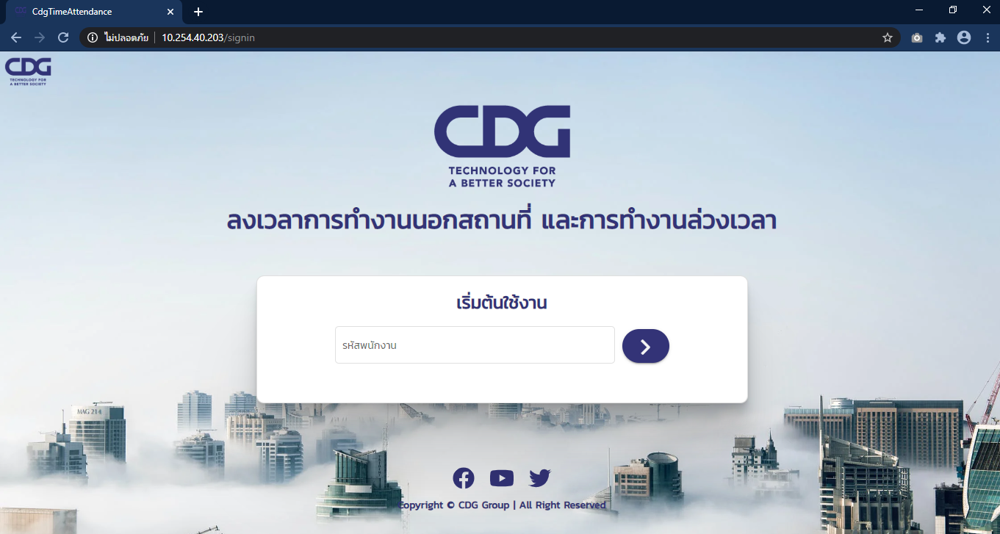 CdgTimeAttendance
ไม่ปลอดภัย 10.254.40.203/signin
CDG
TECHNOLOGY FOR
A BETTER SOCIETY
CDG
TECHNOLOGY FOR
A BETTER SOCIETY
ลงเวลาการทำงานนอกสถานที่ และการทำงานล่วงเวลา
เริ่มต้นใช้งาน
รหัสพนักงาน
MAG 214
Copyright © CDG Group | All Right Reserved